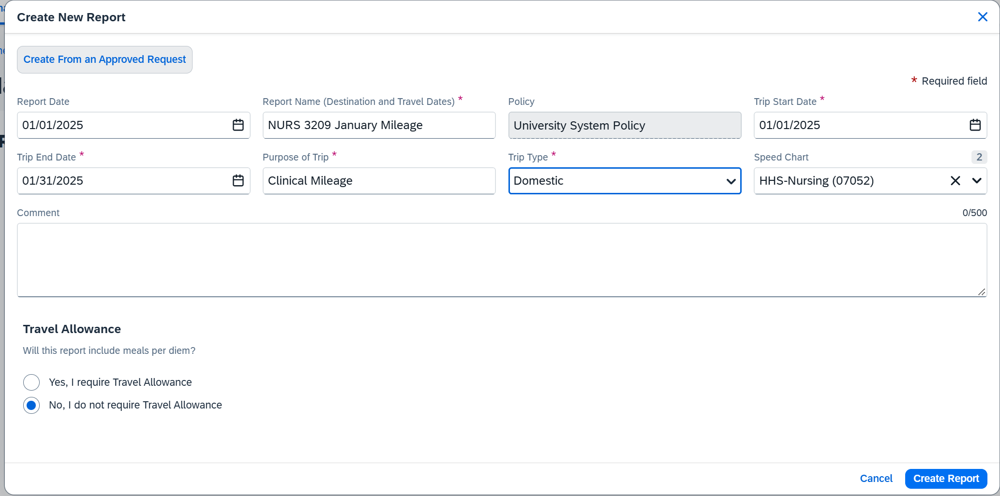 Create New Report
Create From an Approved Request
* Required field
Report Date
Report Name (Destination and Travel Dates) *
Policy
Trip Start Date *
01/01/2025
NURS 3209 January Mileage
University System Policy
01/01/2025
Trip End Date *
Purpose of Trip *
Trip Type *
Speed Chart
2
01/31/2025
Clinical Mileage
Domestic
HHS-Nursing (07052)
Comment
0/500
Travel Allowance
Will this report include meals per diem?
Yes, I require Travel Allowance
No, I do not require Travel Allowance
Cancel
Create Report